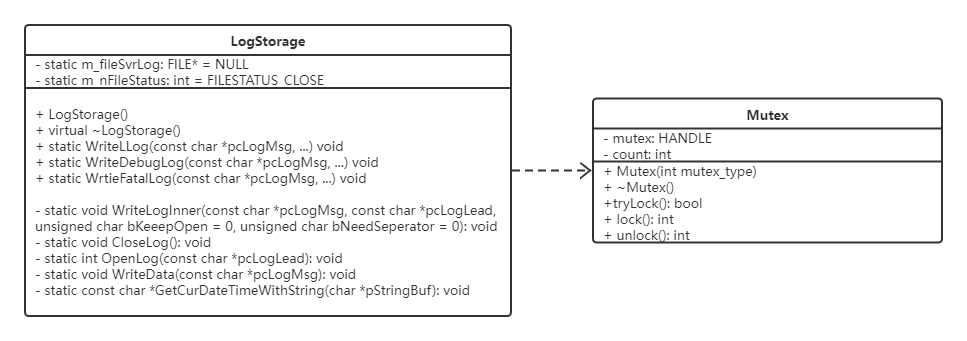 LogStorage
- static m_fileSvrLog: FILE* = NULL
- static m_nFileStatus: int = FILESTATUS_CLOSE
+ LogStorage()
+ virtual ~LogStorage()
+ static WriteLLog(const char *pcLogMsg, ...) void
+ static WriteDebugLog(const char *pcLogMsg, ...) void
+ static WrtieFatalLog(const char *pcLogMsg, ...) void
- static void WriteLogInner(const char *pcLogMsg, const char *pcLogLead,
unsigned char bKeeepOpen = 0, unsigned char bNeedSeperator = 0): void
- static void CloseLog(): void
- static int OpenLog(const char *pcLogLead): void
- static void WriteData(const char *pcLogMsg): void
- static const char *GetCurDateTimeWithString(char *pStringBuf): void
Mutex
- mutex: HANDLE
- count: int
+ Mutex(int mutex_type)
+ ~Mutex()
+tryLock(): bool
+ lock(): int
+ unlock(): int